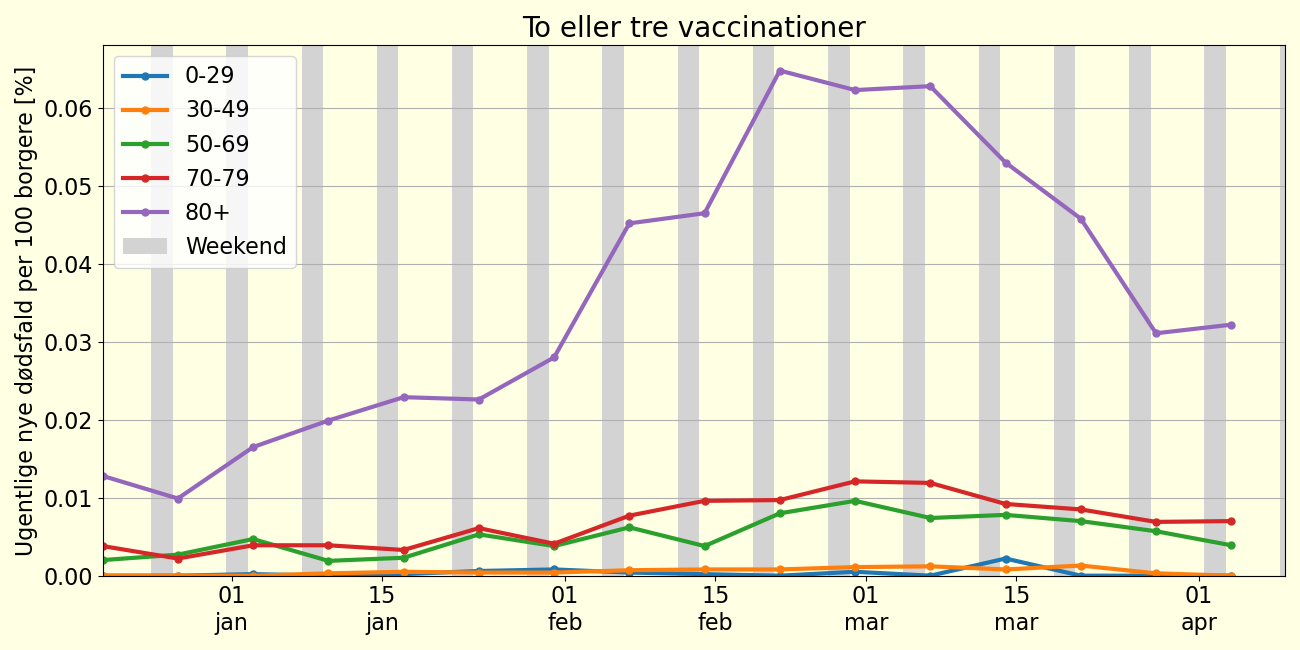 To eller tre vaccinationer
Ugentlige nye dødsfald per 100 borgere [%]
0.06
0.05
0.04
0.03
0.02
0.01
0.00
0-29
30-49
50-69
70-79
80+
Weekend
01 15 01 15 01 15 01
jan jan feb feb mar mar apr